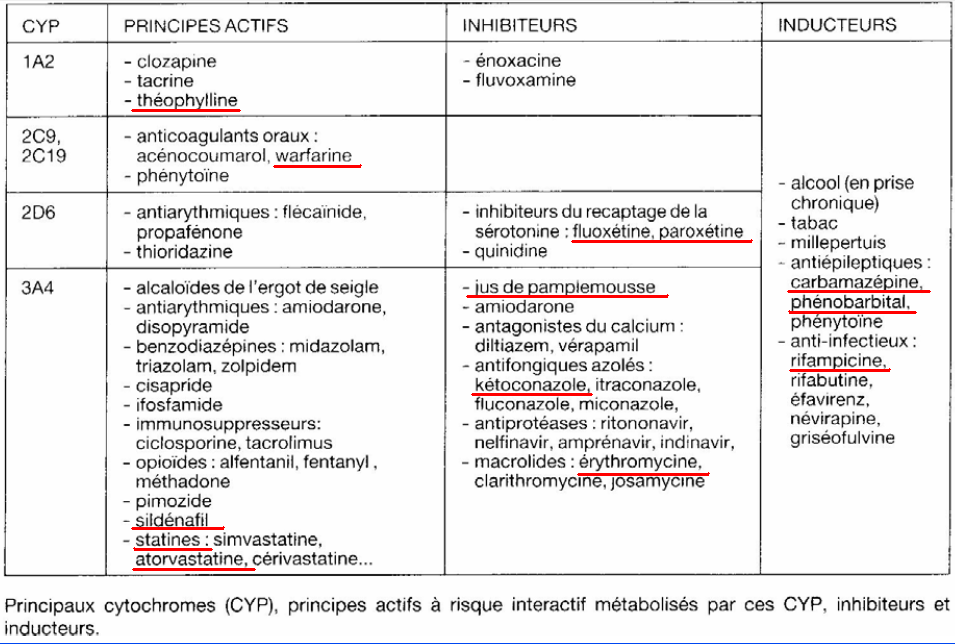 CYP PRINCIPES ACTIFS INHIBITEURS INDUCTEURS
1A2
- clozapine
- tacrine
- théophylline
- énoxacine
- fluvoxamine
2C9,
2C19
- anticoagulants oraux :
acénocoumarol, warfarine
- phénytoïne
2D6
- antiarythmiques : flécaïnide,
propafénone
- thioridazine
- inhibiteurs du recaptage de la
sérotonine : fluoxétine, paroxétine
- quinidine
3A4
- alcaloïdes de l'ergot de seigle
- antiarythmiques : amiodarone,
disopyramide
- benzodiazépines : midazolam,
triazolam, zolpidem
- cisapride
- ifosfamide
- immunosuppresseurs:
ciclosporine, tacrolimus
- opioïdes : alfentanil, fentanyl ,
méthadone
- pimozide
- sildénafil
- statines : simvastatine,
atorvastatine, cérivastatine...
- jus de pamplemousse
- amiodarone
- antagonistes du calcium :
diltiazem, vérapamil
- antifongiques azolés :
kétoconazole, itraconazole,
fluconazole, miconazole,
- antiprotéases : ritononavir,
nelfinavir, amprénavir, indinavir,
- macrolides : érythromycine,
clarithromycine, josamycine
- alcool (en prise
chronique)
- tabac
- millepertuis
- antiépileptiques :
carbamazépine,
phénobarbital,
phénytoïne
- anti-infectieux :
rifampicine,
rifabutine,
éfavirenz,
névirapine,
griséofulvine
Principaux cytochromes (CYP), principes actifs à risque interactif métabolisés par ces CYP, inhibiteurs et
inducteurs.